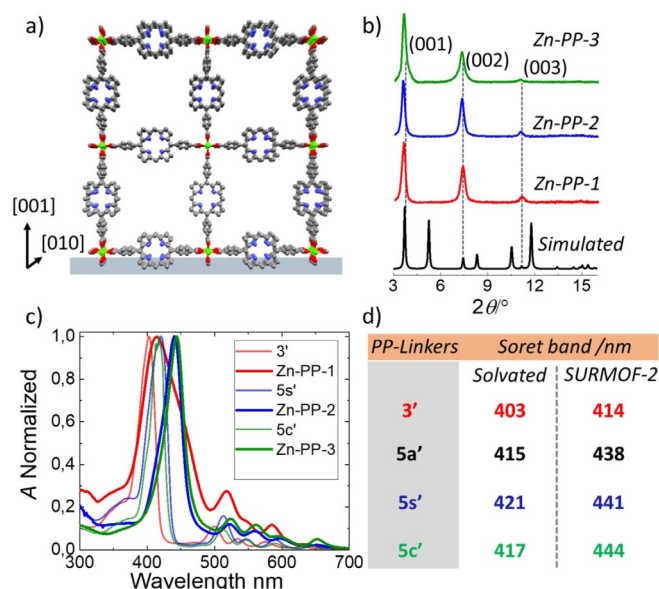 a)
[001]
[010]
b)
(001)
(002)
(003)
Zn-PP-3
Zn-PP-2
Zn-PP-1
Simulated
3 6 9 12 15
2θ/°
c)
1,0
0,8
0,6
0,4
0,2
0,0
A Normalized
3'
Zn-PP-1
5s'
Zn-PP-2
5c'
Zn-PP-3
300 400 500 600 700
Wavelength nm
d)
PP-Linkers Soret band /nm
Solvated SURMOF-2
3' 403 414
5a' 415 438
5s' 421 441
5c' 417 444